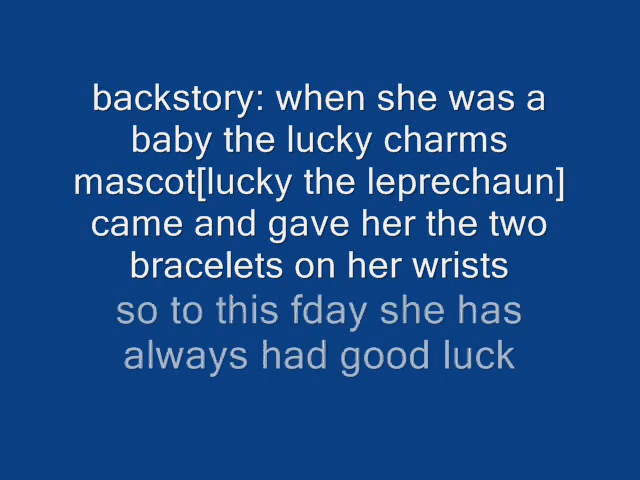 backstory: when she was a
baby the lucky charms
mascot[lucky the leprechaun]
came and gave her the two
bracelets on her wrists
so to this fday she has
always had good luck